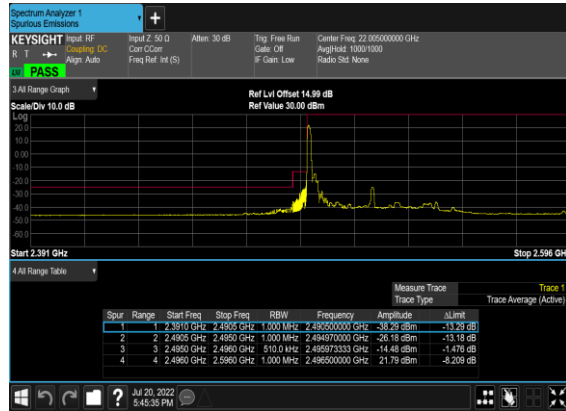 Spectrum Analyzer 1
Spurious Emissions
KEYSIGHT Input: RF Input Z: 50 Ω Atten: 30 dB Trig: Free Run Center Freq: 22.005000000 GHz
R T Coupling: DC Corr CCorr Gate: Off Avg|Hold: 1000/1000
Align: Auto Freq Ref: Int (S) IF Gain: Low Radio Std: None
PASS
3 All Range Graph
Ref Lvl Offset 14.99 dB
Scale/Div 10.0 dB Ref Value 30.00 dBm
Log
20.0
10.0
0.00
-10.0
-20.0
-30.0
-40.0
-50.0
-60.0
Start 2.391 GHz Stop 2.596 GH
4 All Range Table
Measure Trace Trace 1
Trace Type Trace Average (Active)
Spur Range Start Freq Stop Freq RBW Frequency Amplitude ΔLimit
1 1 2.3910 GHz 2.4905 GHz 1.000 MHz 2.490500000 GHz -38.29 dBm -13.29 dB
2 2 2.4905 GHz 2.4950 GHz 1.000 MHz 2.494970000 GHz -26.18 dBm -13.18 dB
3 3 2.4950 GHz 2.4960 GHz 510.0 kHz 2.495973333 GHz -14.48 dBm -1.476 dB
4 4 2.4960 GHz 2.5960 GHz 1.000 MHz 2.496500000 GHz 21.79 dBm -8.209 dB
Jul 20, 2022
5:45:35 PM